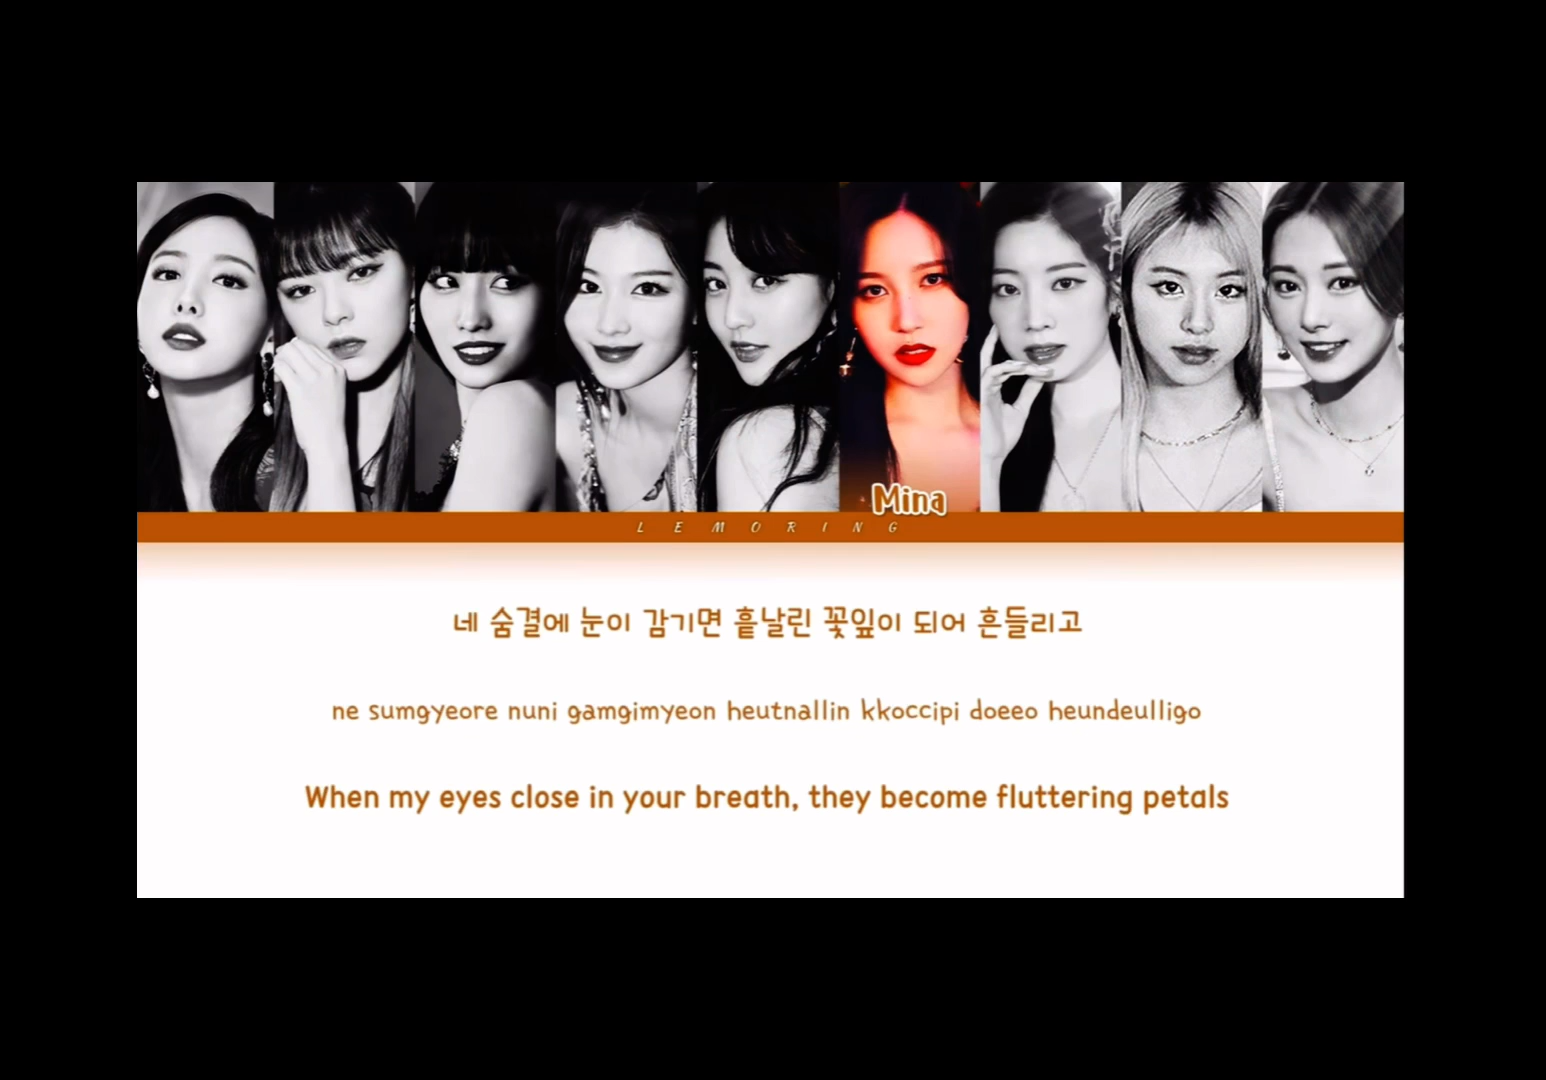 Mina
LEMORING
네 숨결에 눈이 감기면 흩날린 꽃잎이 되어 흔들리고
ne sumgyeore nuni gamgimyeon heutnallin kkoccipi doeeo heundeulligo
When my eyes close in your breath, they become fluttering petals